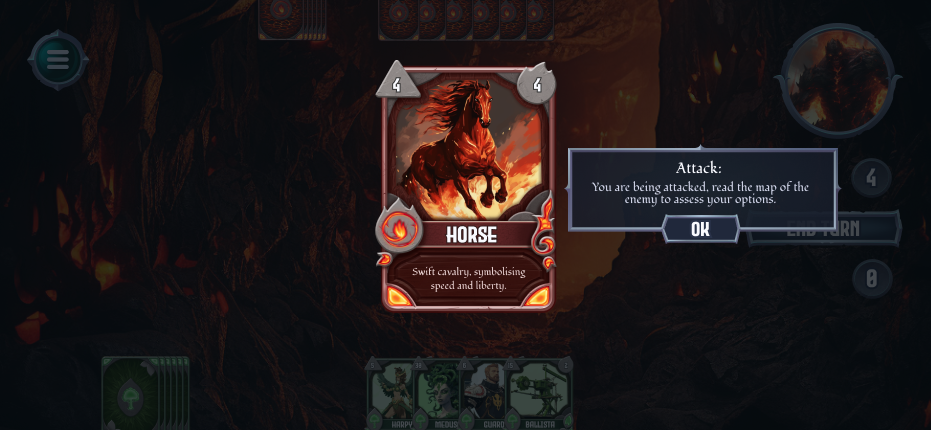 4
4
Attack:
You are being attacked, read the map of the
enemy to assess your options.
OK
4
END TURN
HORSE
Swift cavalry, symbolising
speed and liberty.
0
HARPY
GUARD
BALLISTA